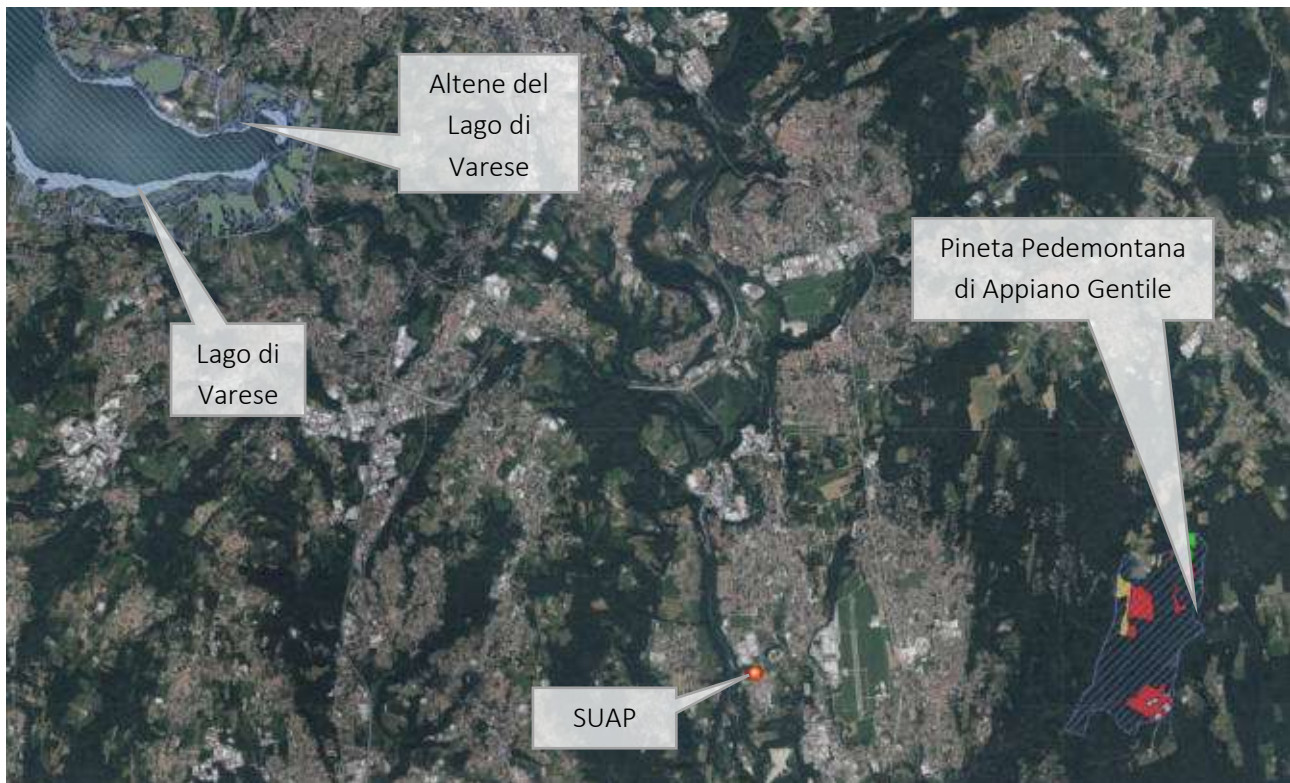 Altene del
Lago di
Varese
Lago di
Varese
Pineta Pedemontana
di Appiano Gentile
SUAP